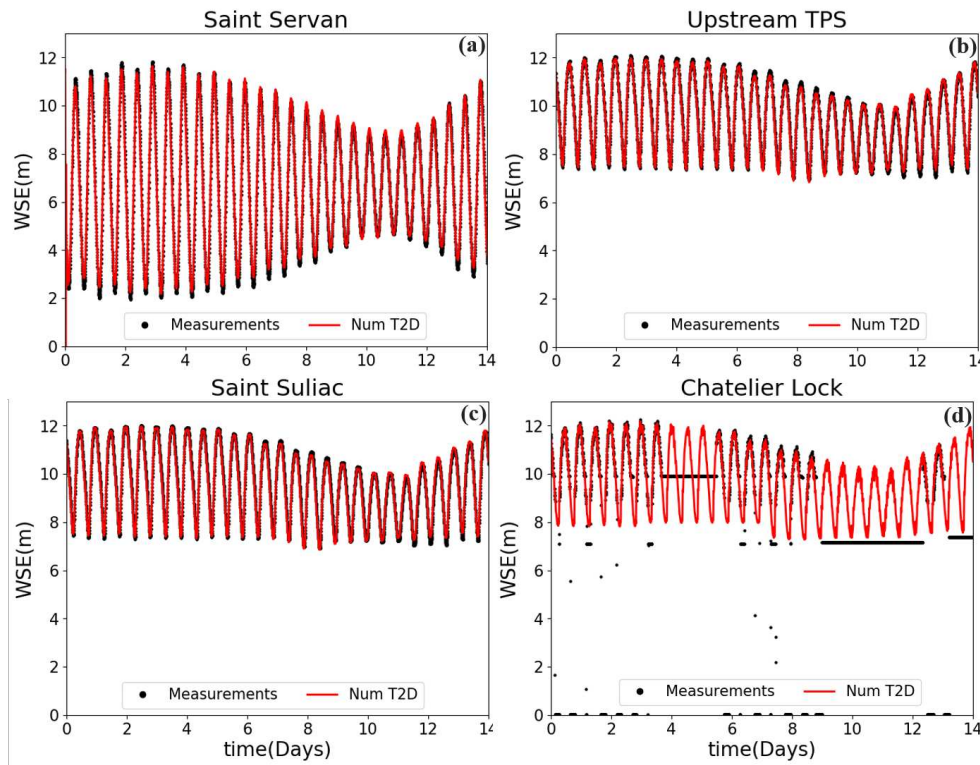 Saint Servan
(a)
WSE(m)
12
10
8
6
4
2
0
Measurements Num T2D
0 2 4 6 8 10 12 14
Upstream TPS
(b)
WSE(m)
12
10
8
6
4
2
0
Measurements Num T2D
0 2 4 6 8 10 12 14
Saint Suliac
(c)
WSE(m)
12
10
8
6
4
2
0
Measurements Num T2D
0 2 4 6 8 10 12 14
time(Days)
Chatelier Lock
(d)
WSE(m)
12
10
8
6
4
2
0
Measurements Num T2D
0 2 4 6 8 10 12 14
time(Days)